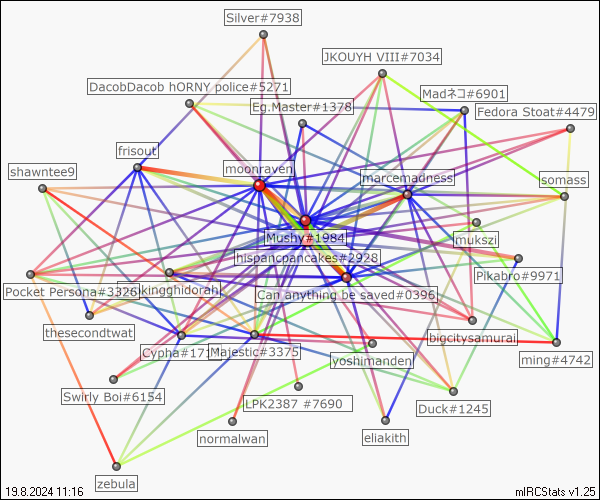 Silver#7938
JKOUYH VIII#7034
DacobDacob hORNY police#5271
Madネコ#6901
Eg.Master#1378
Fedora Stoat#4479
frisout
moonraven
marcemadness
shawntee9
somass
Mushy#1984
mukszi
hispancpancakes#2928
Pikabro#9971
Pocket Persona#3326
kingghidorah
Can anything be saved#0396
thesecondtwat
bigcitysamurai
Cypha#171
Majestic#3375
yoshimanden
ming#4742
Swirly Boi#6154
LPK2387 #7690
Duck#1245
normalwan
eliakith
zebula
19.8.2024 11:16
mIRCStats v1.25